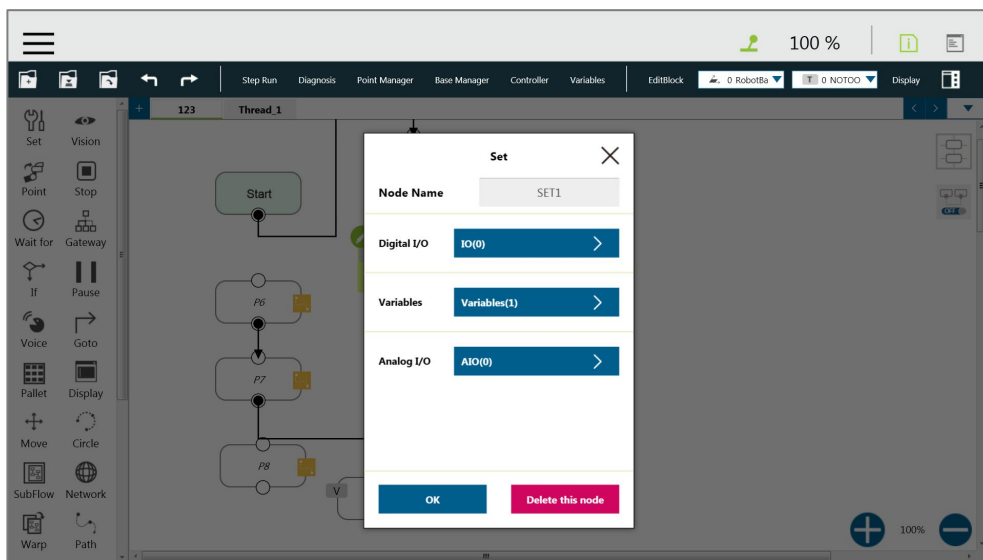 100 %
Step Run Diagnosis Point Manager Base Manager Controller Variables EditBlock 0 RobotBa T 0 NOTOO Display
123 Thread_1
Set Vision
Point Stop
Wait for Gateway
If Pause
Voice Goto
Pallet Display
Move Circle
SubFlow Network
Warp Path
Start
P6
P7
P8
V
Set
Node Name SET1
Digital I/O IO(0)
Variables Variables(1)
Analog I/O AIO(0)
OK Delete this node
OFF
100%